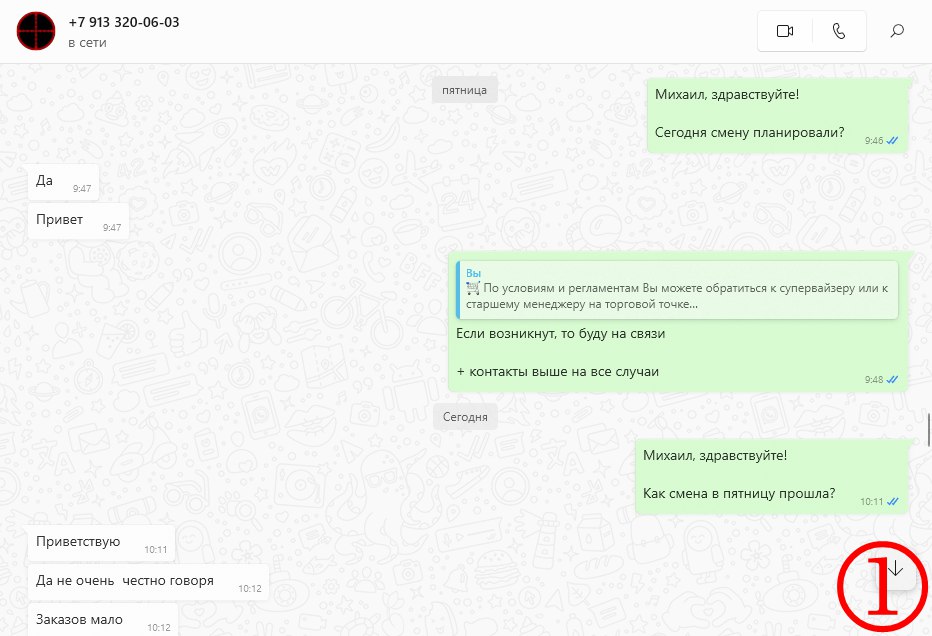 +7 913 320-06-03
в сети
пятница
Михаил, здравствуйте!
Сегодня смену планировали?
9:46
Да
9:47
Привет
9:47
Вы
🛒 По условиям и регламентам Вы можете обратиться к супервайзеру или к
старшему менеджеру на торговой точке...
Если возникнут, то буду на связи
+ контакты выше на все случаи
9:48
Сегодня
Михаил, здравствуйте!
Как смена в пятницу прошла?
10:11
Приветствую
10:11
Да не очень  честно говоря
10:12
Заказов мало
10:12
1